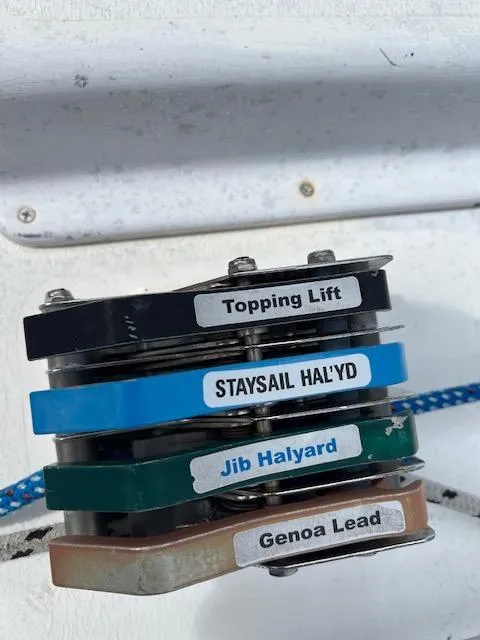 Topping Lift
STAYSAIL HAL'YD
Jib Halyard
Genoa Lead